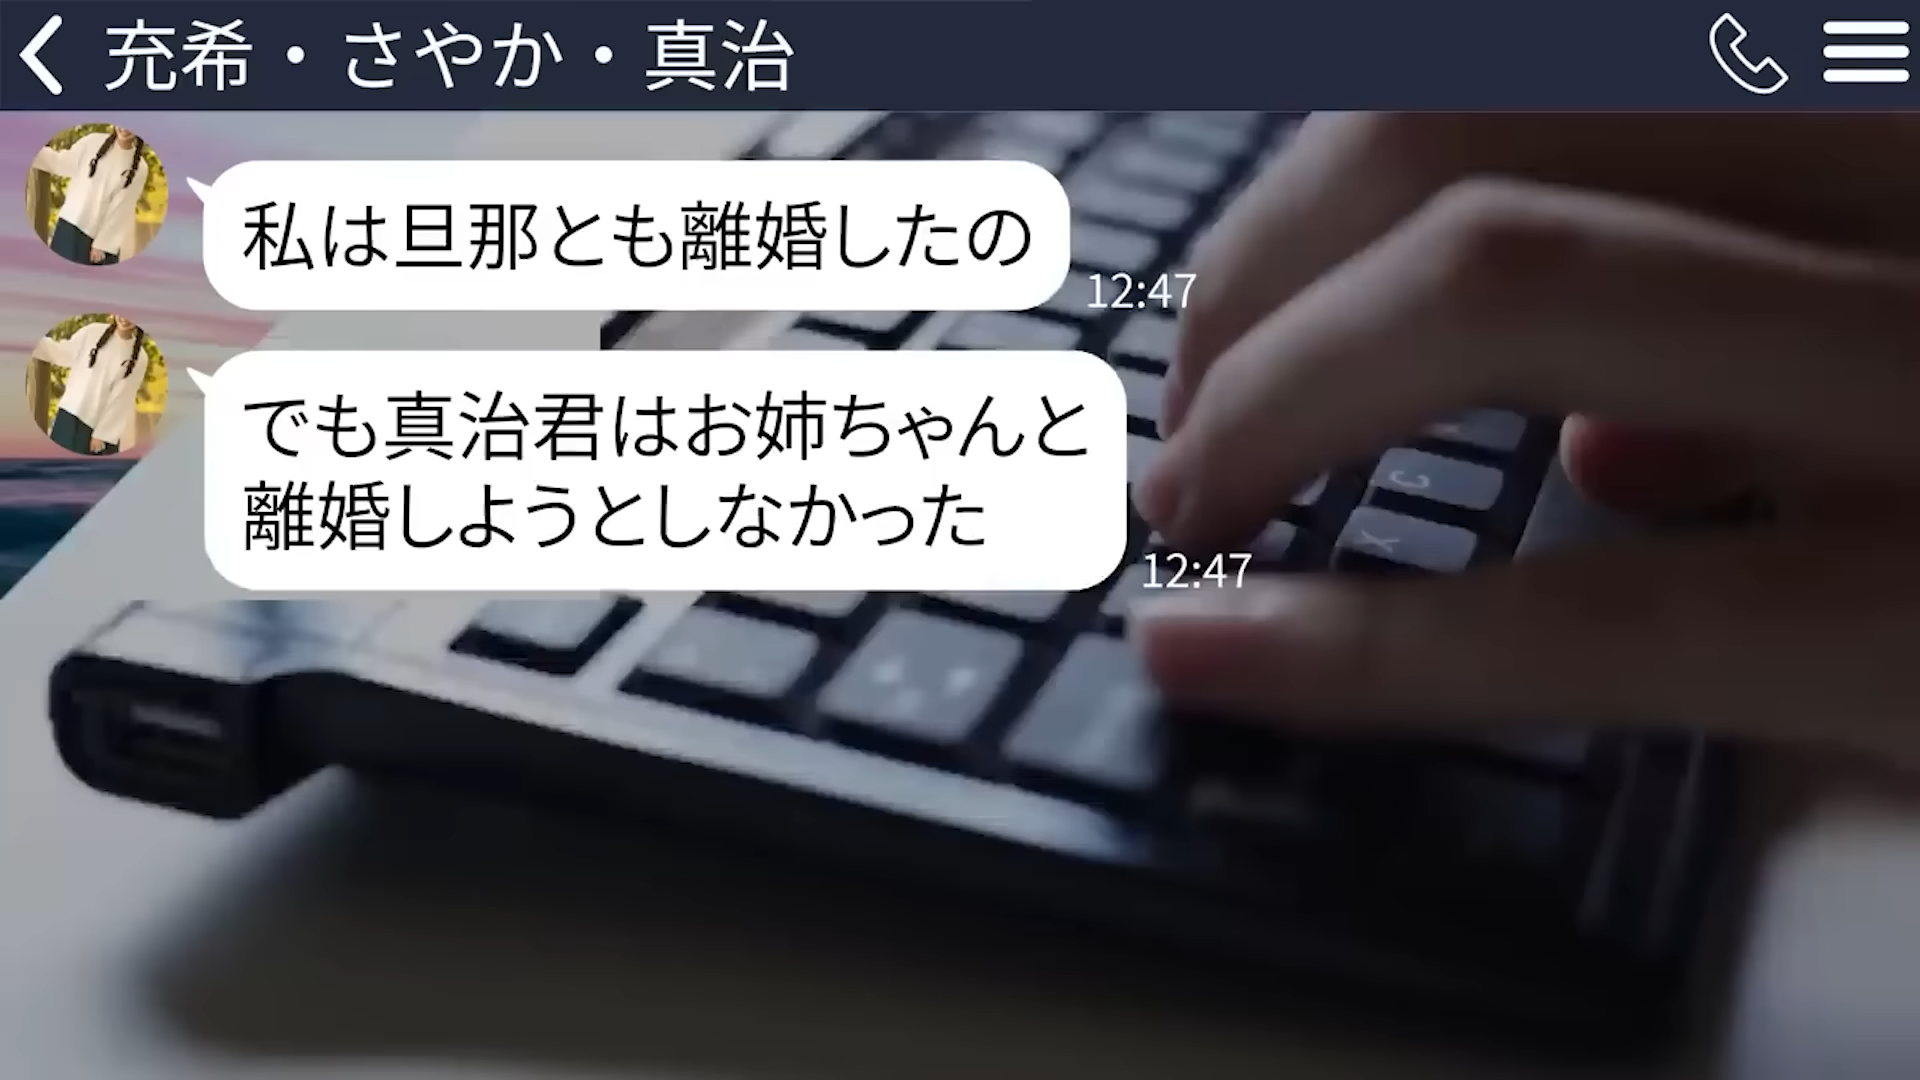 充希・さやか・真治
私は旦那とも離婚したの
12:47
でも真治君はお姉ちゃんと
離婚しようとしなかった
12:47
C
X